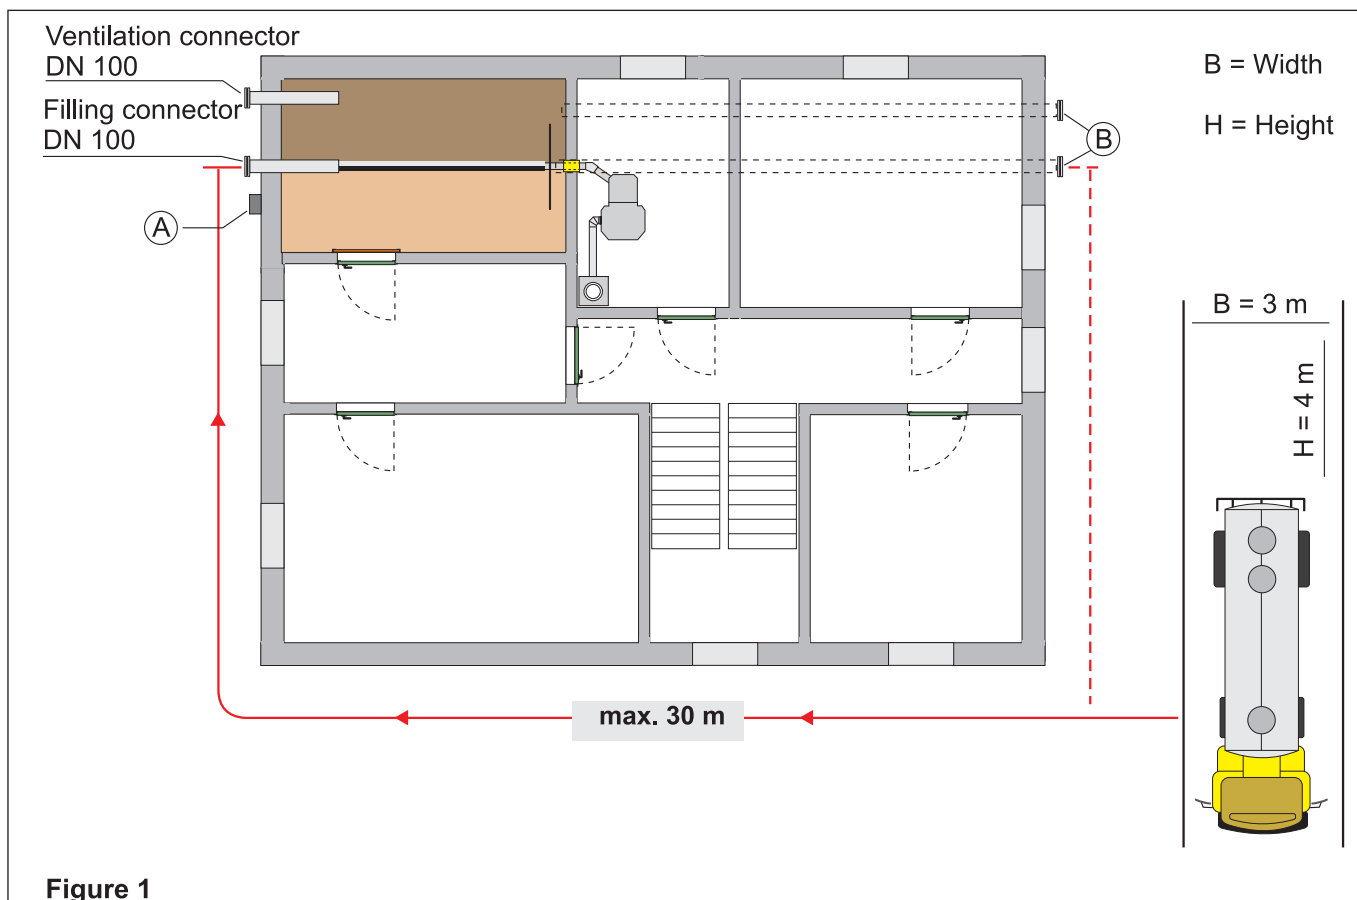 Ventilation connector
DN 100
Filling connector
DN 100
A
B
B = Width
H = Height
B = 3 m
H = 4 m
max. 30 m
Figure 1